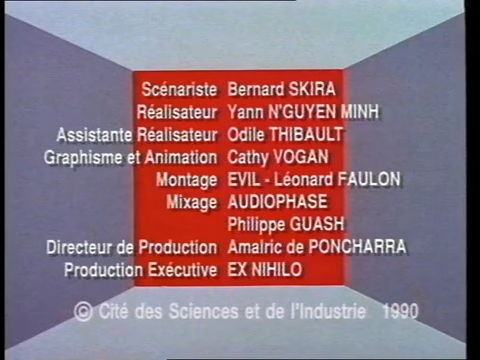 Scénariste Bernard SKIRA
Réalisateur Yann N'GUYEN MINH
Assistante Réalisateur Odile THIBAULT
Graphisme et Animation Cathy VOGAN
Montage EVIL - Léonard FAULON
Mixage AUDIOPHASE
Philippe GUASH
Directeur de Production Amalric de PONCHARRA
Production Exécutive EX NIHILO
© Cité des Sciences et de l'Industrie 1990